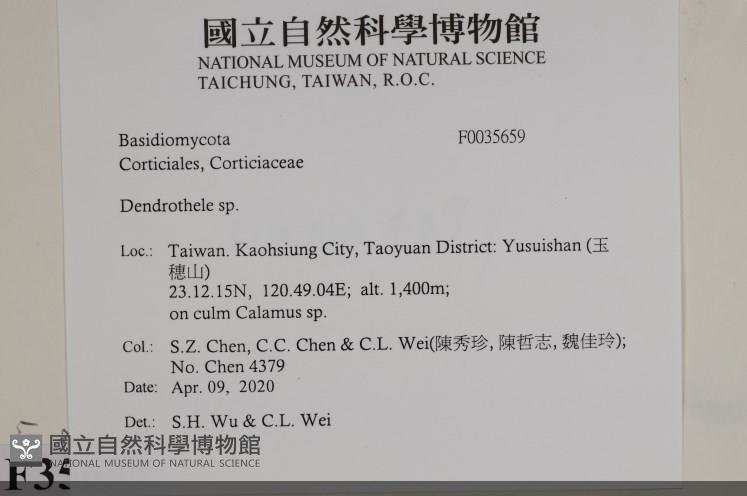 國立自然科學博物館
NATIONAL MUSEUM OF NATURAL SCIENCE
TAICHUNG, TAIWAN, R.O.C.
Basidiomycota F0035659
Corticiales, Corticiaceae
Dendrothele sp.
Loc.: Taiwan. Kaohsiung City, Taoyuan District: Yusuishan (玉
穗山)
23.12.15N, 120.49.04E; alt. 1,400m;
on culm Calamus sp.
Col.: S.Z. Chen, C.C. Chen & C.L. Wei(陳秀珍, 陳哲志, 魏佳玲);
No. Chen 4379
Date: Apr. 09, 2020
Det.: S.H. Wu & C.L. Wei
國立自然科學博物館
NATIONAL MUSEUM OF NATURAL SCIENCE
F35